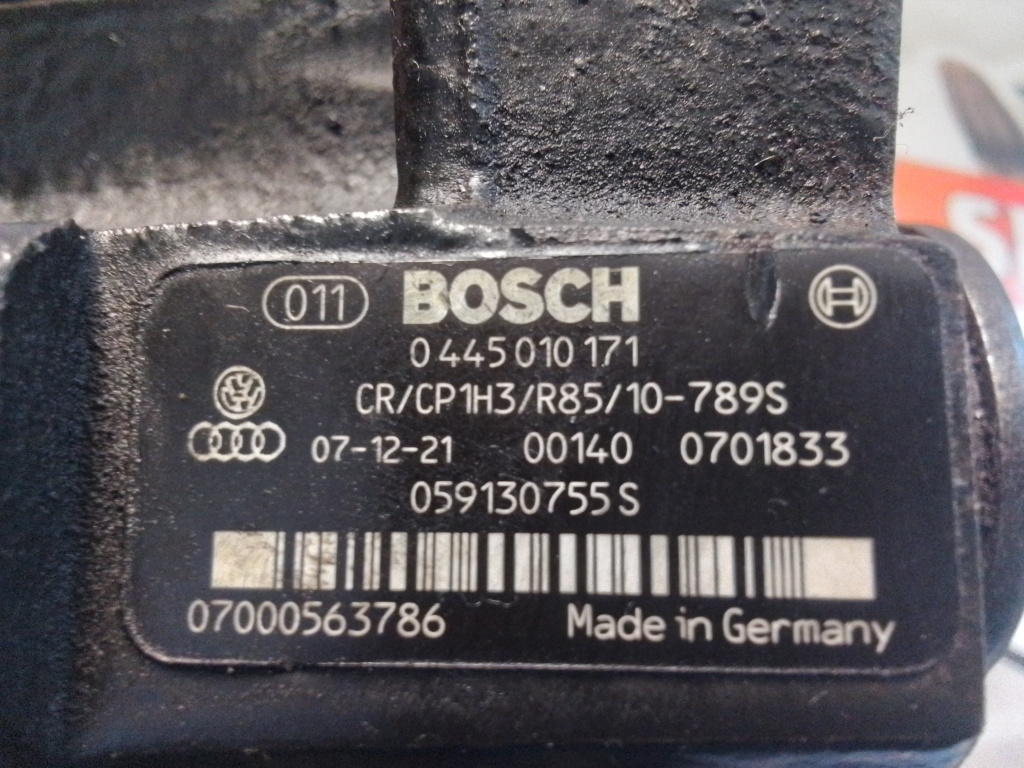 011 BOSCH
0 445 010 171
CR/CP1H3/R85/10-789S
07-12-21 00140 0701833
059130755 S
07000563786 Made in Germany